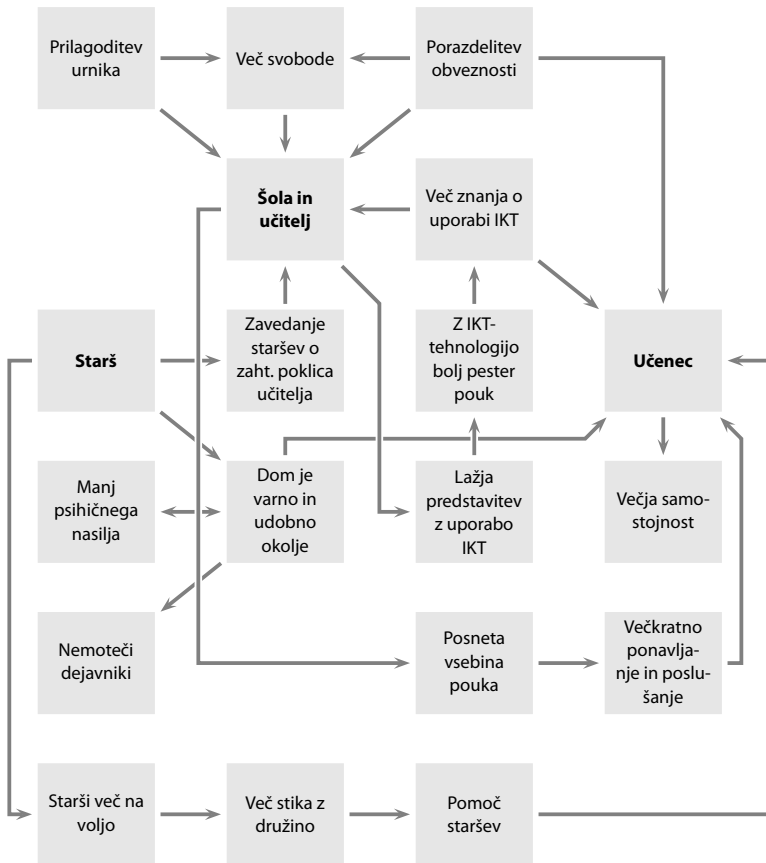 Prilagoditev
urnika
Več svobode
Porazdelitev
obveznosti
Šola in
učitelj
Več znanja o
uporabi IKT
Starš
Zavedanje
staršev o
zaht. poklica
učitelja
Z IKT-
tehnologijo
bolj pester
pouk
Učenec
Manj
psihičnega
nasilja
Dom je
varno in
udobno
okolje
Lažja
predstavitev
z uporabo
IKT
Večja samo-
stojnost
Nemoteči
dejavniki
Posneta
vsebina
pouka
Večkratno
ponavlja-
nje in poslu-
šanje
Starši več na
voljo
Več stika z
družino
Pomoč
staršev